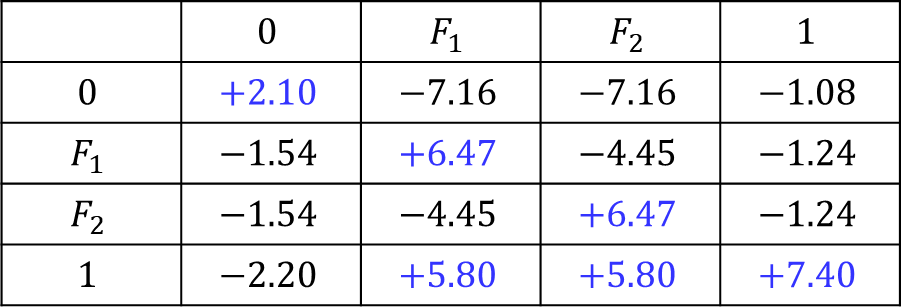 0 F₁ F₂ 1
0 +2.10 −7.16 −7.16 −1.08
F₁ −1.54 +6.47 −4.45 −1.24
F₂ −1.54 −4.45 +6.47 −1.24
1 −2.20 +5.80 +5.80 +7.40